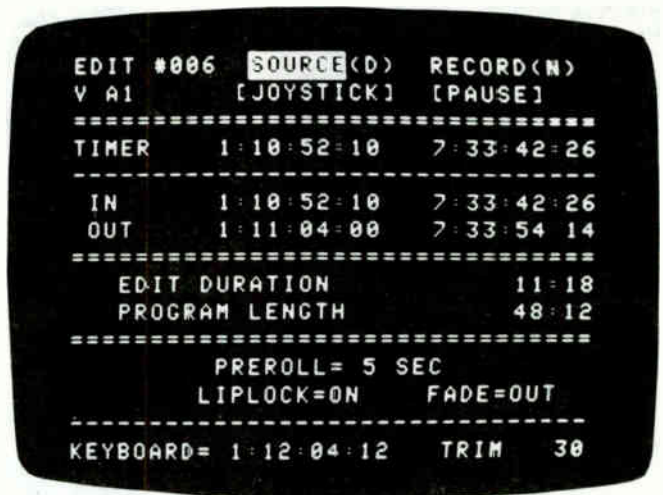 EDIT #006 SOURCE(D) RECORD(N)
V A1 [JOYSTICK] [PAUSE]
===================================
TIMER 1:10:52:10 7:33:42:26
-----------------------------------
IN 1:10:52:10 7:33:42:26
OUT 1:11:04:00 7:33:54 14
===================================
EDIT DURATION 11:18
PROGRAM LENGTH 48:12
===================================
PREROLL= 5 SEC
LIPLOCK=ON FADE=OUT
-----------------------------------
KEYBOARD= 1:12:04:12 TRIM 30